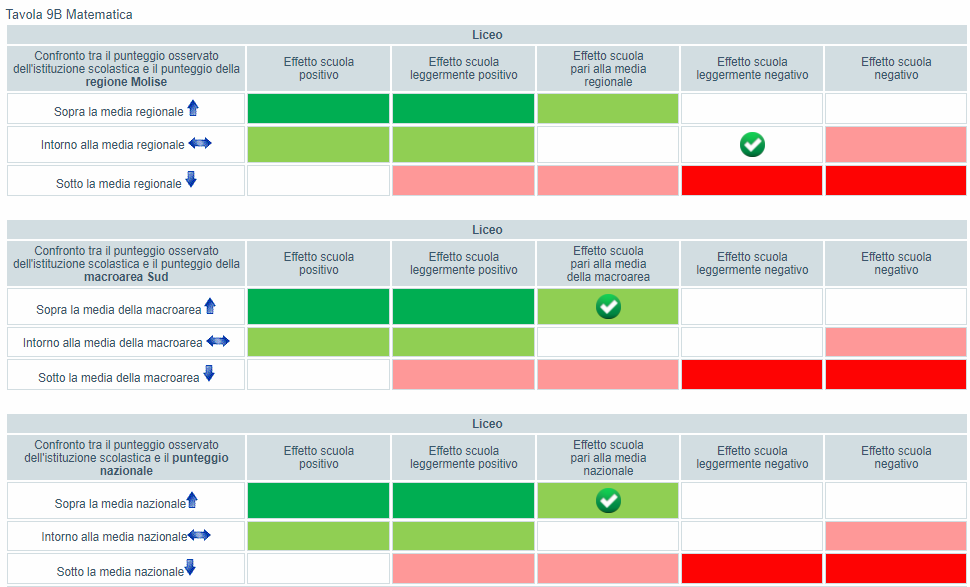 Tavola 9B Matematica
Liceo
Confronto tra il punteggio osservato
dell'istituzione scolastica e il punteggio della
regione Molise
Effetto scuola
positivo
Effetto scuola
leggermente positivo
Effetto scuola
pari alla media
regionale
Effetto scuola
leggermente negativo
Effetto scuola
negativo
Sopra la media regionale
Intorno alla media regionale
Sotto la media regionale
Liceo
Confronto tra il punteggio osservato
dell'istituzione scolastica e il punteggio della
macroarea Sud
Effetto scuola
positivo
Effetto scuola
leggermente positivo
Effetto scuola
pari alla media
della macroarea
Effetto scuola
leggermente negativo
Effetto scuola
negativo
Sopra la media della macroarea
Intorno alla media della macroarea
Sotto la media della macroarea
Liceo
Confronto tra il punteggio osservato
dell'istituzione scolastica e il punteggio
nazionale
Effetto scuola
positivo
Effetto scuola
leggermente positivo
Effetto scuola
pari alla media
nazionale
Effetto scuola
leggermente negativo
Effetto scuola
negativo
Sopra la media nazionale
Intorno alla media nazionale
Sotto la media nazionale